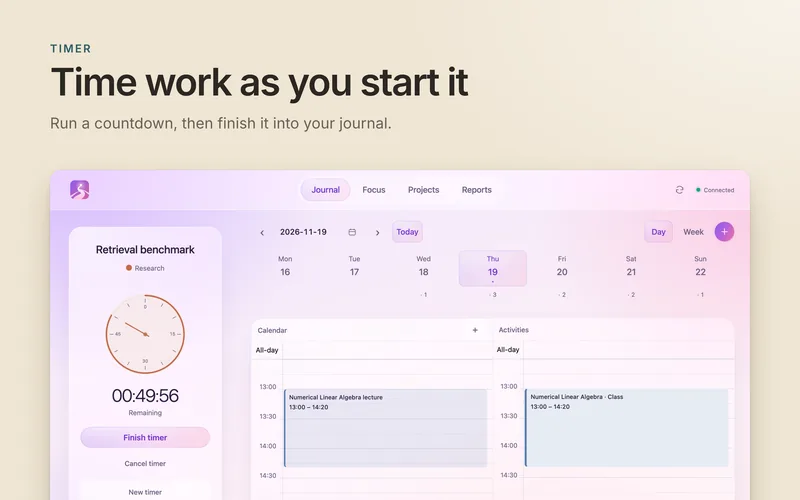 TIMER
Time work as you start it
Run a countdown, then finish it into your journal.
Journal Focus Projects Reports
Connected
Retrieval benchmark
Research
0
15
30
45
00:49:56
Remaining
Finish timer
Cancel timer
New timer
2026-11-19
Today
Day Week
Mon Tue Wed Thu Fri Sat Sun
16 17 18 19 20 21 22
· 1 · 3 · 2 · 2 · 1
Calendar
All-day
13:00
13:30
14:00
14:30
Numerical Linear Algebra lecture
13:00 – 14:20
Activities
All-day
13:00
13:30
14:00
14:30
Numerical Linear Algebra · Class
13:00 – 14:20